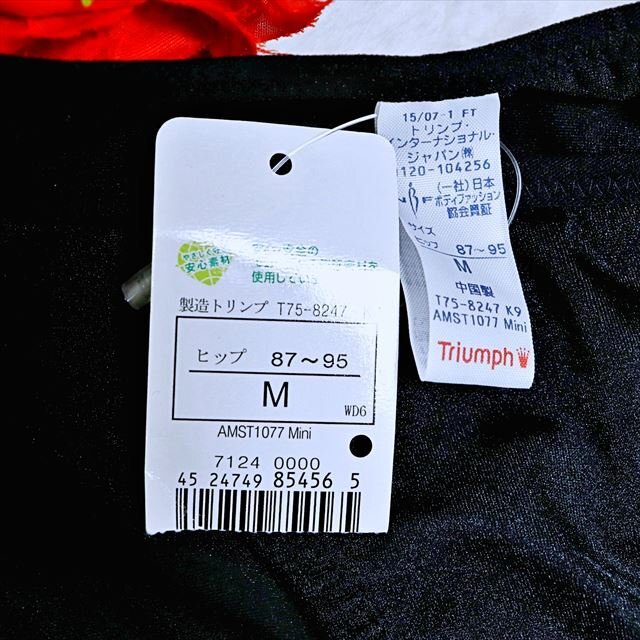 やさしくて
安心素材
使用してい
製造トリンプ T75-8247
ヒップ 87～95
M
WD6
AMST1077 Mini
7124 0000
45 24749 85456 5
15/07-1 FT
トリンプ・
インターナショナル・
ジャパン㈱
120-104256
(一社)日本
ボディファッション
協会員証
サイズ
ヒップ 87～95
M
中国製
T75-8247 K9
AMST1077 Mini
Triumph